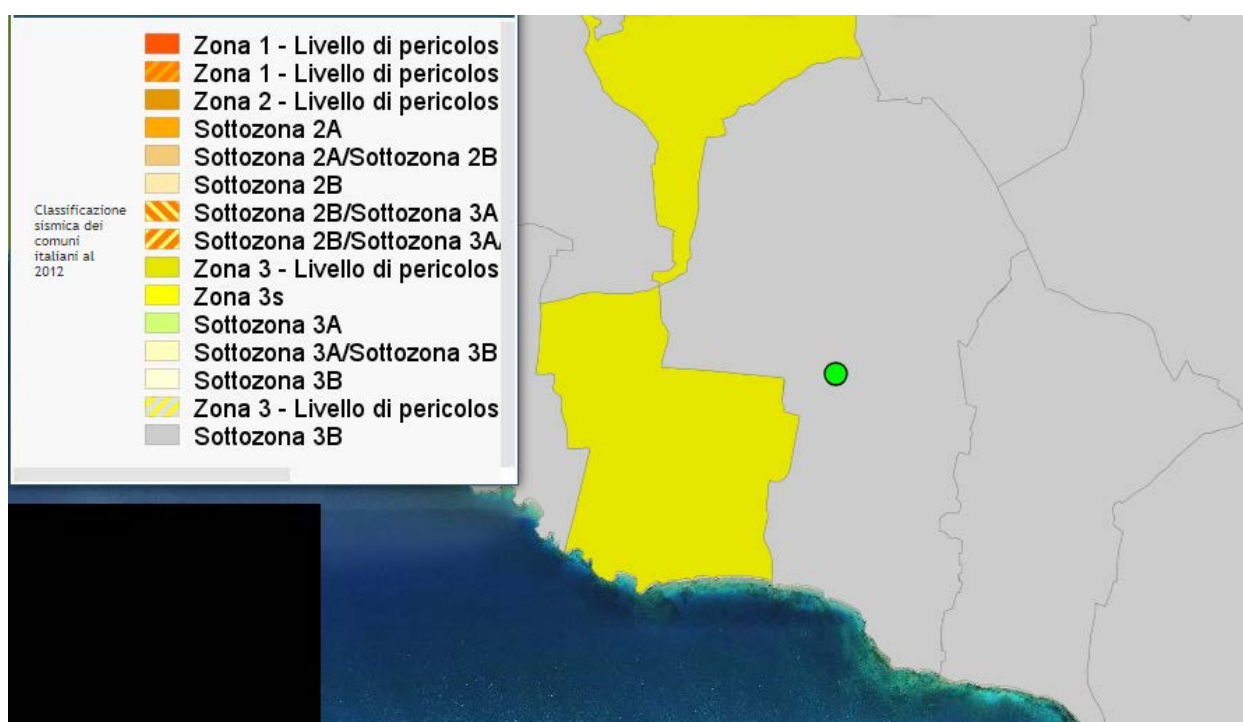 Zona 1 - Livello di pericolos
Zona 1 - Livello di pericolos
Zona 2 - Livello di pericolos
Sottozona 2A
Sottozona 2A/Sottozona 2B
Sottozona 2B
Classificazione
sismica dei
comuni
italiani al
2012
Sottozona 2B/Sottozona 3A
Sottozona 2B/Sottozona 3A/
Zona 3 - Livello di pericolos
Zona 3s
Sottozona 3A
Sottozona 3A/Sottozona 3B
Sottozona 3B
Zona 3 - Livello di pericolos
Sottozona 3B